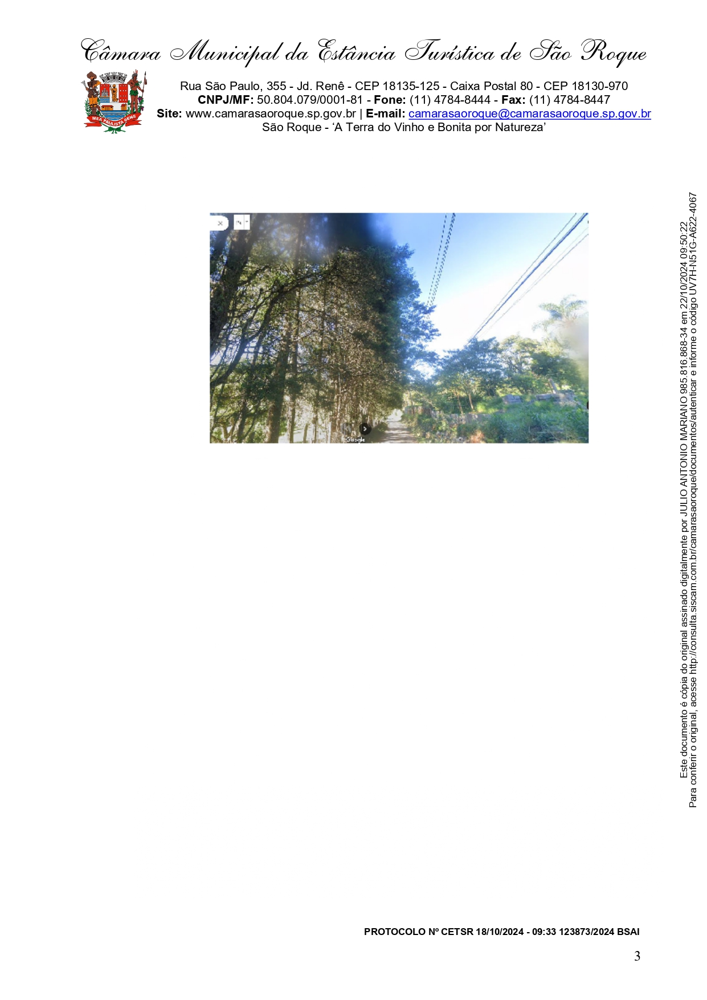 Câmara Municipal da Estância Turística de São Roque
Rua São Paulo, 355 - Jd. Renê - CEP 18135-125 - Caixa Postal 80 - CEP 18130-970
CNPJ/MF: 50.804.079/0001-81 - Fone: (11) 4784-8444 - Fax: (11) 4784-8447
Site: www.camarasaoroque.sp.gov.br | E-mail: camarasaoroque@camarasaoroque.sp.gov.br
São Roque - ‘A Terra do Vinho e Bonita por Natureza’
MEA PAULISTA GENS
Google
Este documento é cópia do original assinado digitalmente por JULIO ANTONIO MARIANO 985.816.868-34 em 22/10/2024 09:50:22
Para conferir o original, acesse http://consulta.siscam.com.br/camarasaoroque/documentos/autenticar e informe o código UV7H-N51G-A622-4067
PROTOCOLO Nº CETSR 18/10/2024 - 09:33 123873/2024 BSAI
3